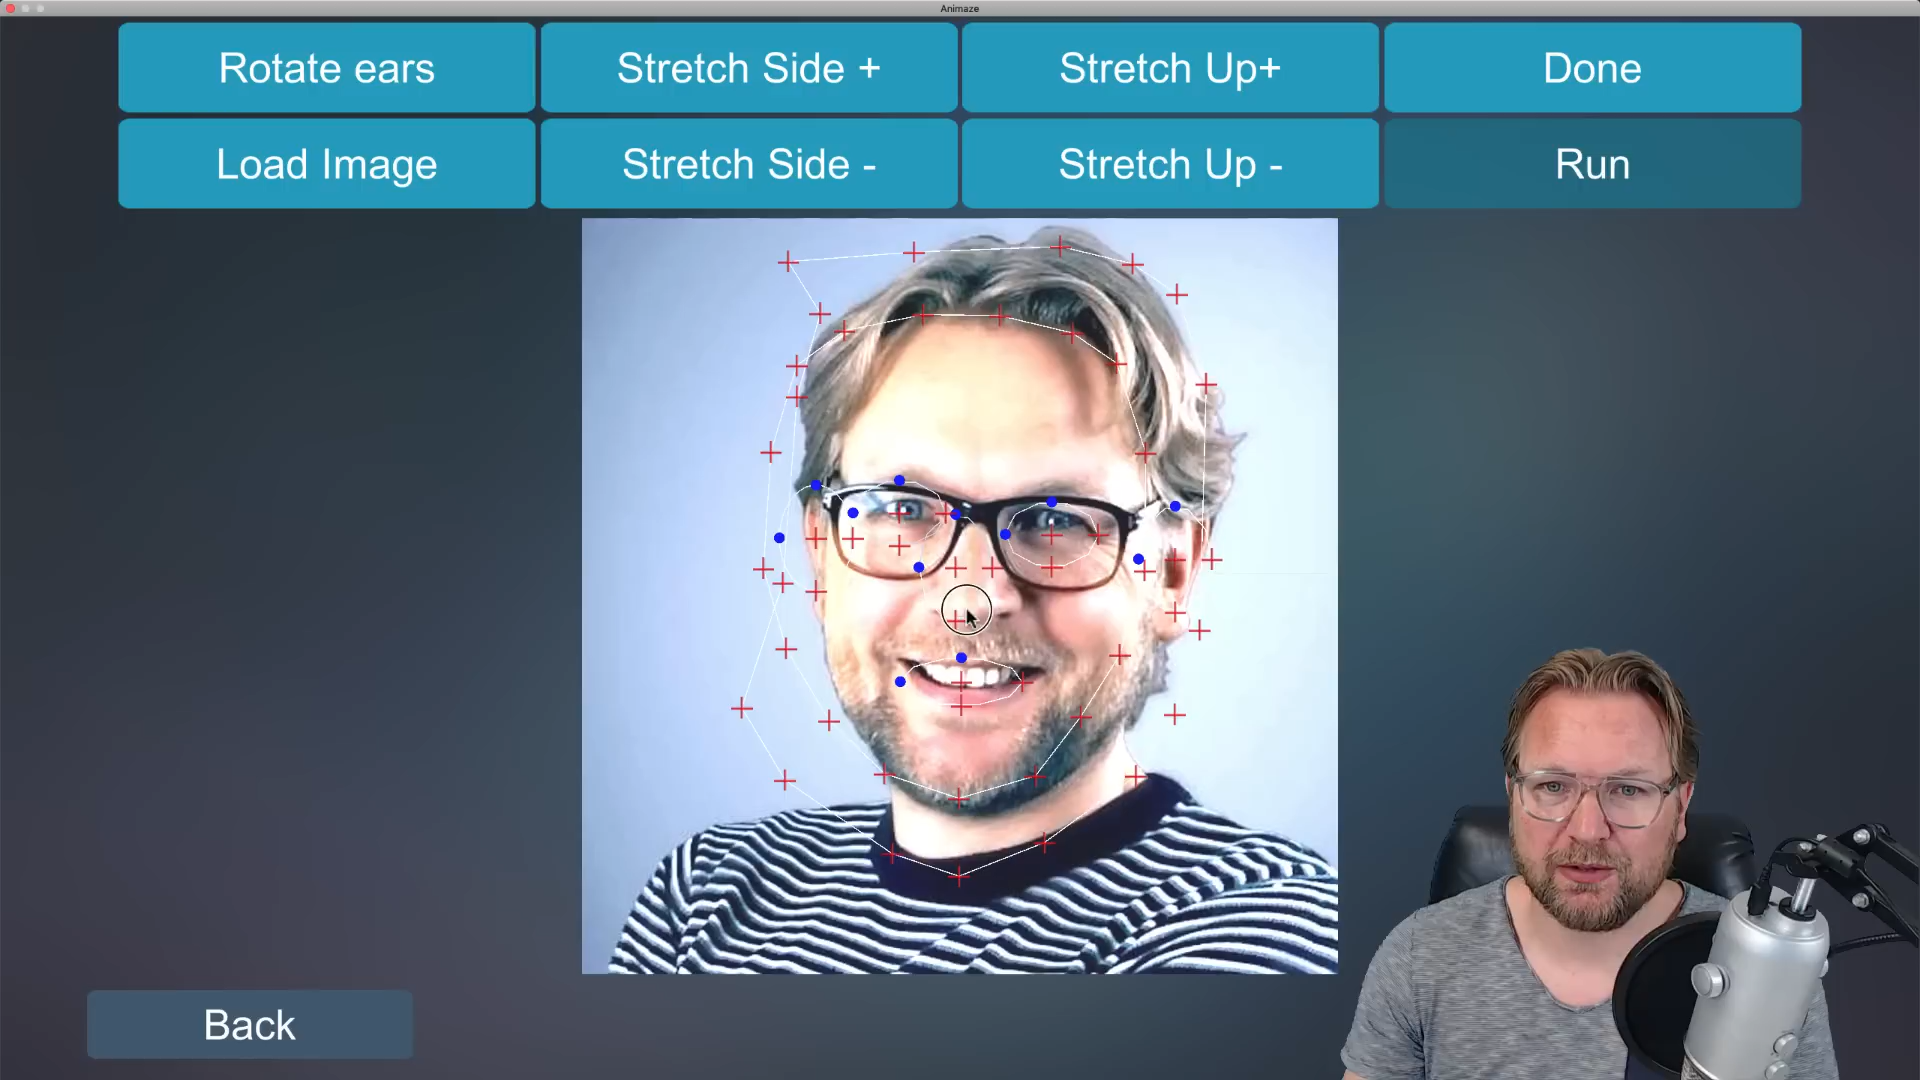 Animaze
Rotate ears
Stretch Side +
Stretch Up+
Done
Load Image
Stretch Side -
Stretch Up -
Run
Back